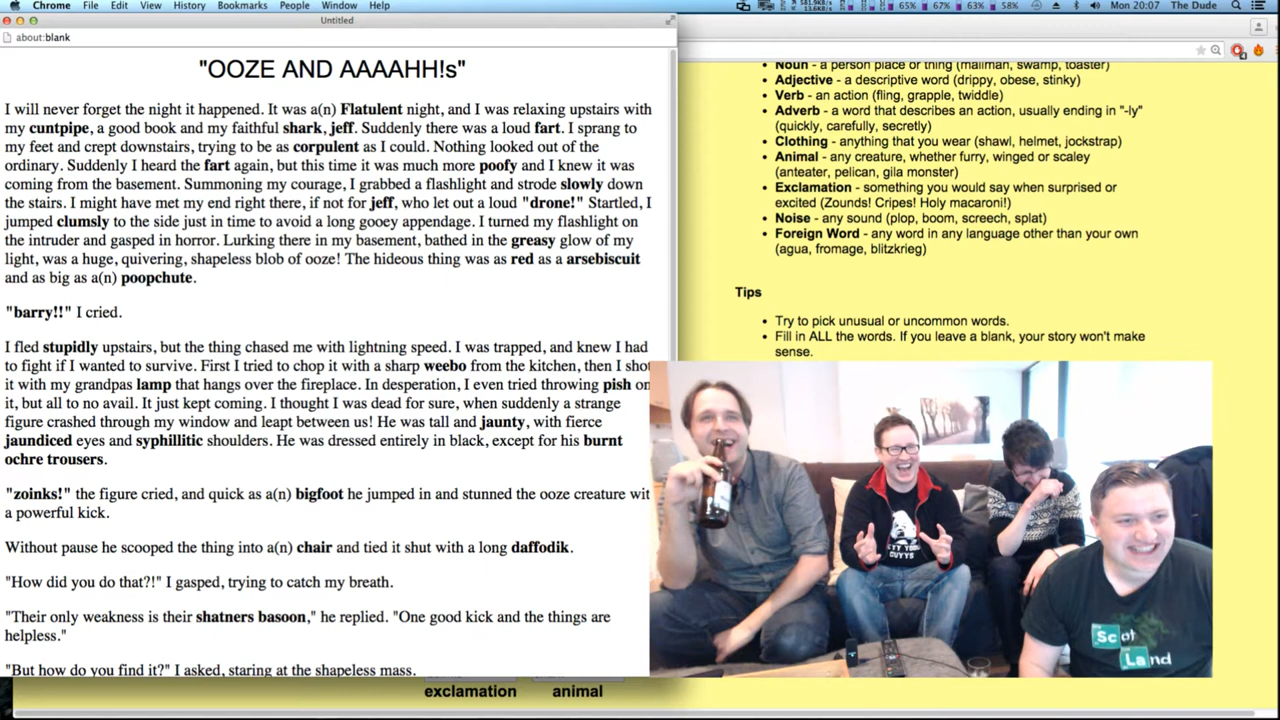 Chrome File Edit View History Bookmarks People Window Help
65% 67% 63% 58% Mon 20:07 The Dude
Untitled
about:blank
"OOZE AND AAAAHH!s"
I will never forget the night it happened. It was a(n) Flatulent night, and I was relaxing upstairs with
my cuntpipe, a good book and my faithful shark, jeff. Suddenly there was a loud fart. I sprang to
my feet and crept downstairs, trying to be as corpulent as I could. Nothing looked out of the
ordinary. Suddenly I heard the fart again, but this time it was much more poofy and I knew it was
coming from the basement. Summoning my courage, I grabbed a flashlight and strode slowly down
the stairs. I might have met my end right there, if not for jeff, who let out a loud "drone!" Startled, I
jumped clumsly to the side just in time to avoid a long gooey appendage. I turned my flashlight on
the intruder and gasped in horror. Lurking there in my basement, bathed in the greasy glow of my
light, was a huge, quivering, shapeless blob of ooze! The hideous thing was as red as a arsebiscuit
and as big as a(n) poopchute.
"barry!!" I cried.
I fled stupidly upstairs, but the thing chased me with lightning speed. I was trapped, and knew I had
to fight if I wanted to survive. First I tried to chop it with a sharp weebo from the kitchen, then I shot
it with my grandpas lamp that hangs over the fireplace. In desperation, I even tried throwing pish on
it, but all to no avail. It just kept coming. I thought I was dead for sure, when suddenly a strange
figure crashed through my window and leapt between us! He was tall and jaunty, with fierce
jaundiced eyes and syphillitic shoulders. He was dressed entirely in black, except for his burnt
ochre trousers.
"zoinks!" the figure cried, and quick as a(n) bigfoot he jumped in and stunned the ooze creature wit
a powerful kick.
Without pause he scooped the thing into a(n) chair and tied it shut with a long daffodik.
"How did you do that?!" I gasped, trying to catch my breath.
"Their only weakness is their shatners basoon," he replied. "One good kick and the things are
helpless."
"But how do you find it?" I asked, staring at the shapeless mass.
Noun - a person place or thing (mailman, swamp, toaster)
Adjective - a descriptive word (drippy, obese, stinky)
Verb - an action (fling, grapple, twiddle)
Adverb - a word that describes an action, usually ending in "-ly"
(quickly, carefully, secretly)
Clothing - anything that you wear (shawl, helmet, jockstrap)
Animal - any creature, whether furry, winged or scaley
(anteater, pelican, gila monster)
Exclamation - something you would say when surprised or
excited (Zounds! Cripes! Holy macaroni!)
Noise - any sound (plop, boom, screech, splat)
Foreign Word - any word in any language other than your own
(agua, fromage, blitzkrieg)
Tips
Try to pick unusual or uncommon words.
Fill in ALL the words. If you leave a blank, your story won't make
sense.
GUYYS
Scot
Land
exclamation animal